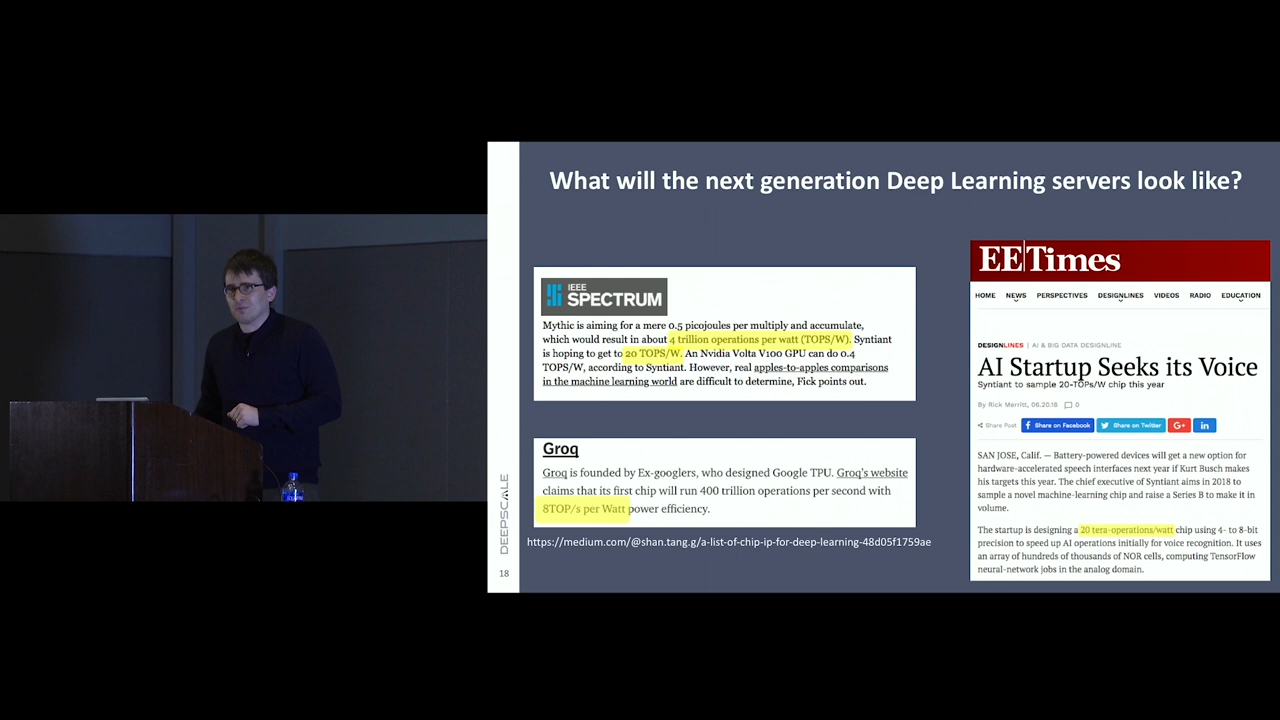 What will the next generation Deep Learning servers look like?
IEEE
SPECTRUM
Mythic is aiming for a mere 0.5 picojoules per multiply and accumulate,
which would result in about 4 trillion operations per watt (TOPS/W). Syntiant
is hoping to get to 20 TOPS/W. An Nvidia Volta V100 GPU can do 0.4
TOPS/W, according to Syntiant. However, real apples-to-apples comparisons
in the machine learning world are difficult to determine, Fick points out.
Groq
Groq is founded by Ex-googlers, who designed Google TPU. Groq's website
claims that its first chip will run 400 trillion operations per second with
8TOP/s per Watt power efficiency.
https://medium.com/@shan.tang.g/a-list-of-chip-ip-for-deep-learning-48d05f1759ae
EETimes
HOME NEWS PERSPECTIVES DESIGNLINES VIDEOS RADIO EDUCATION
DESIGNLINES | AI & BIG DATA DESIGNLINE
AI Startup Seeks its Voice
Syntiant to sample 20-TOPs/W chip this year
By Rick Merritt, 06.20.18 0
Share Post Share on Facebook Share on Twitter G+ in
SAN JOSE, Calif. — Battery-powered devices will get a new option for
hardware-accelerated speech interfaces next year if Kurt Busch makes
his targets this year. The chief executive of Syntiant aims in 2018 to
sample a novel machine-learning chip and raise a Series B to make it in
volume.
The startup is designing a 20 tera-operations/watt chip using 4- to 8-bit
precision to speed up AI operations initially for voice recognition. It uses
an array of hundreds of thousands of NOR cells, computing TensorFlow
neural-network jobs in the analog domain.
DEEPSCALE
18